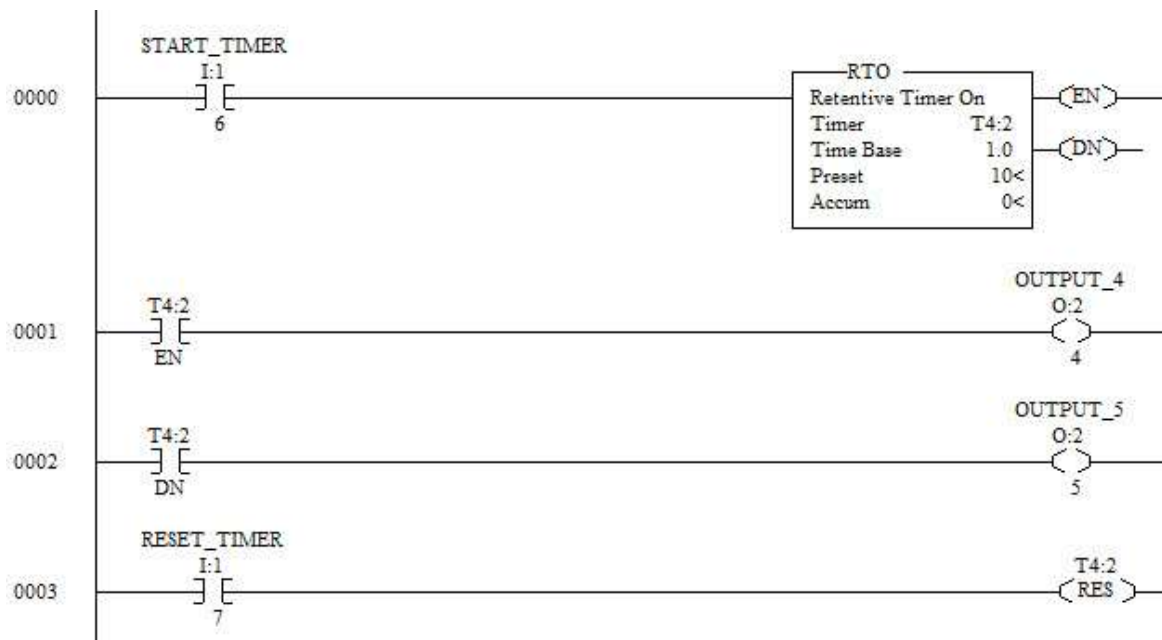 START_TIMER
I:1
0000
6
RTO
Retentive Timer On
Timer T4:2
Time Base 1.0
Preset 10<
Accum 0<
EN
DN
OUTPUT_4
T4:2 O:2
0001
EN 4
OUTPUT_5
T4:2 O:2
0002
DN 5
RESET_TIMER
I:1 T4:2
0003 RES
7